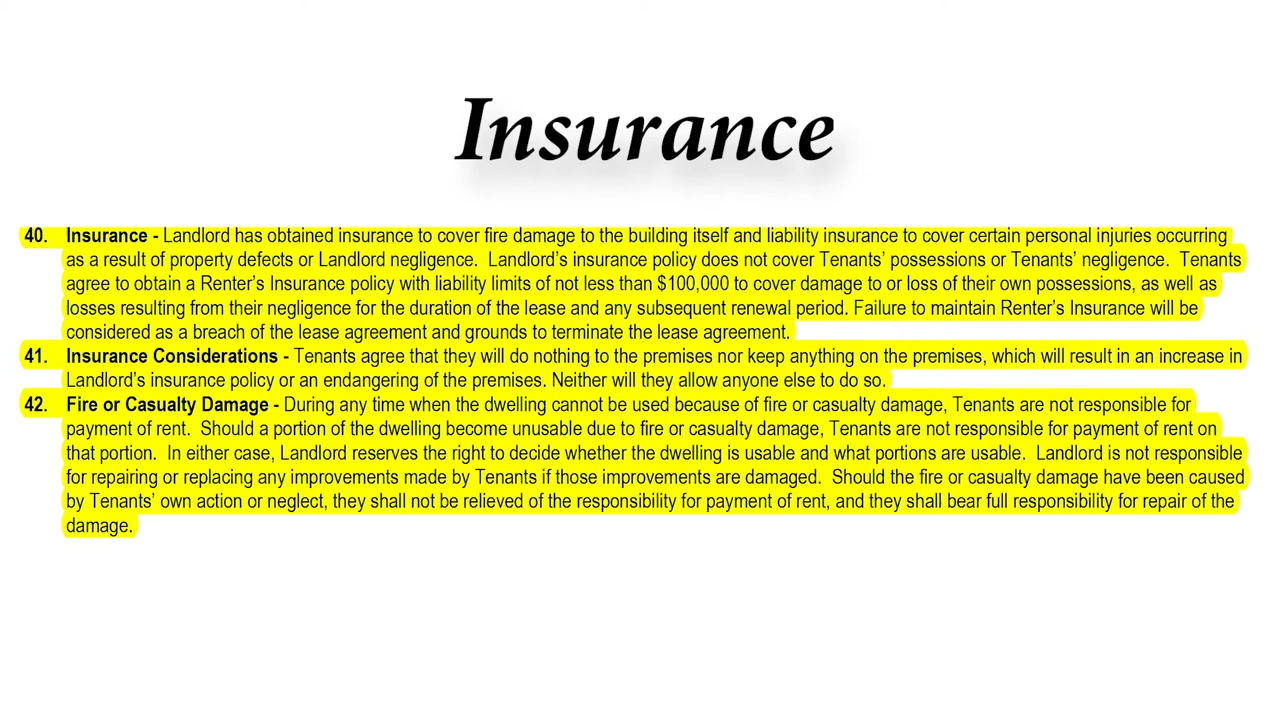 Insurance
40. Insurance - Landlord has obtained insurance to cover fire damage to the building itself and liability insurance to cover certain personal injuries occurring
as a result of property defects or Landlord negligence. Landlord's insurance policy does not cover Tenants' possessions or Tenants' negligence. Tenants
agree to obtain a Renter's Insurance policy with liability limits of not less than $100,000 to cover damage to or loss of their own possessions, as well as
losses resulting from their negligence for the duration of the lease and any subsequent renewal period. Failure to maintain Renter's Insurance will be
considered as a breach of the lease agreement and grounds to terminate the lease agreement.
41. Insurance Considerations - Tenants agree that they will do nothing to the premises nor keep anything on the premises, which will result in an increase in
Landlord's insurance policy or an endangering of the premises. Neither will they allow anyone else to do so.
42. Fire or Casualty Damage - During any time when the dwelling cannot be used because of fire or casualty damage, Tenants are not responsible for
payment of rent. Should a portion of the dwelling become unusable due to fire or casualty damage, Tenants are not responsible for payment of rent on
that portion. In either case, Landlord reserves the right to decide whether the dwelling is usable and what portions are usable. Landlord is not responsible
for repairing or replacing any improvements made by Tenants if those improvements are damaged. Should the fire or casualty damage have been caused
by Tenants' own action or neglect, they shall not be relieved of the responsibility for payment of rent, and they shall bear full responsibility for repair of the
damage.